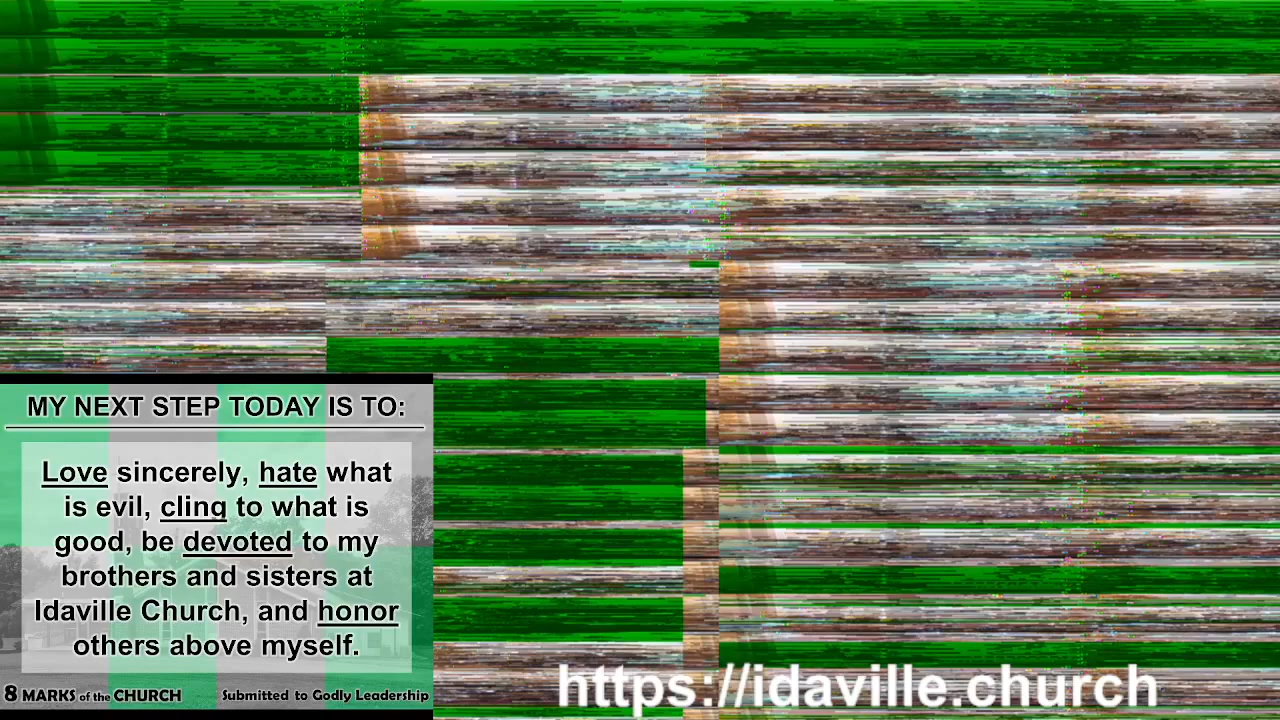 MY NEXT STEP TODAY IS TO:
Love sincerely, hate what
is evil, cling to what is
good, be devoted to my
brothers and sisters at
Idaville Church, and honor
others above myself.
8 MARKS of the CHURCH Submitted to Godly Leadership
https://idaville.church